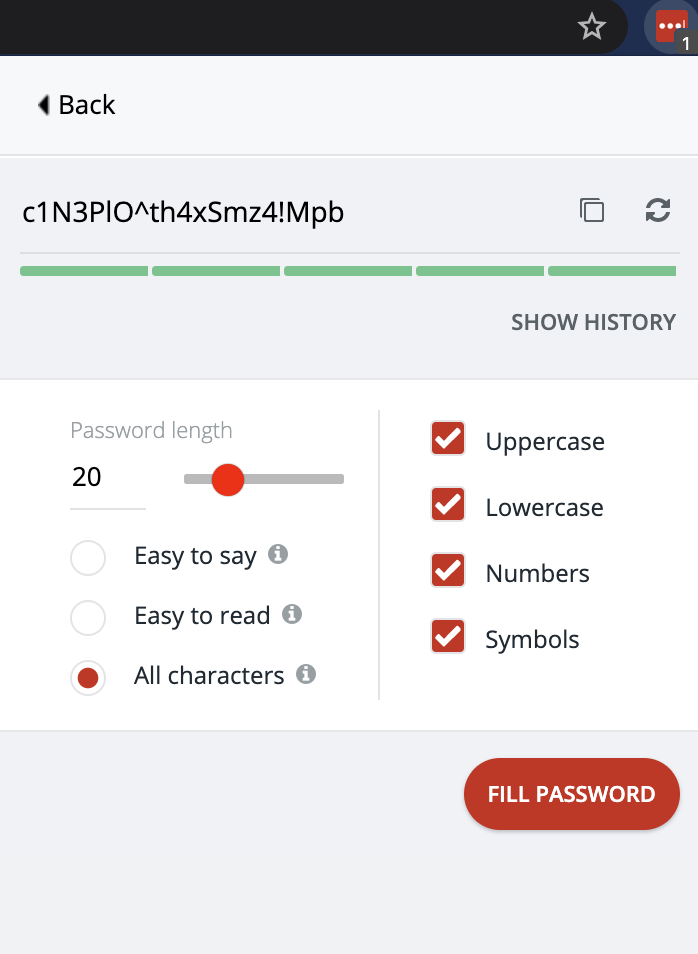 1
Back
c1N3PlO^th4xSmz4!Mpb
SHOW HISTORY
Password length
20
Easy to say
Easy to read
All characters
Uppercase
Lowercase
Numbers
Symbols
FILL PASSWORD